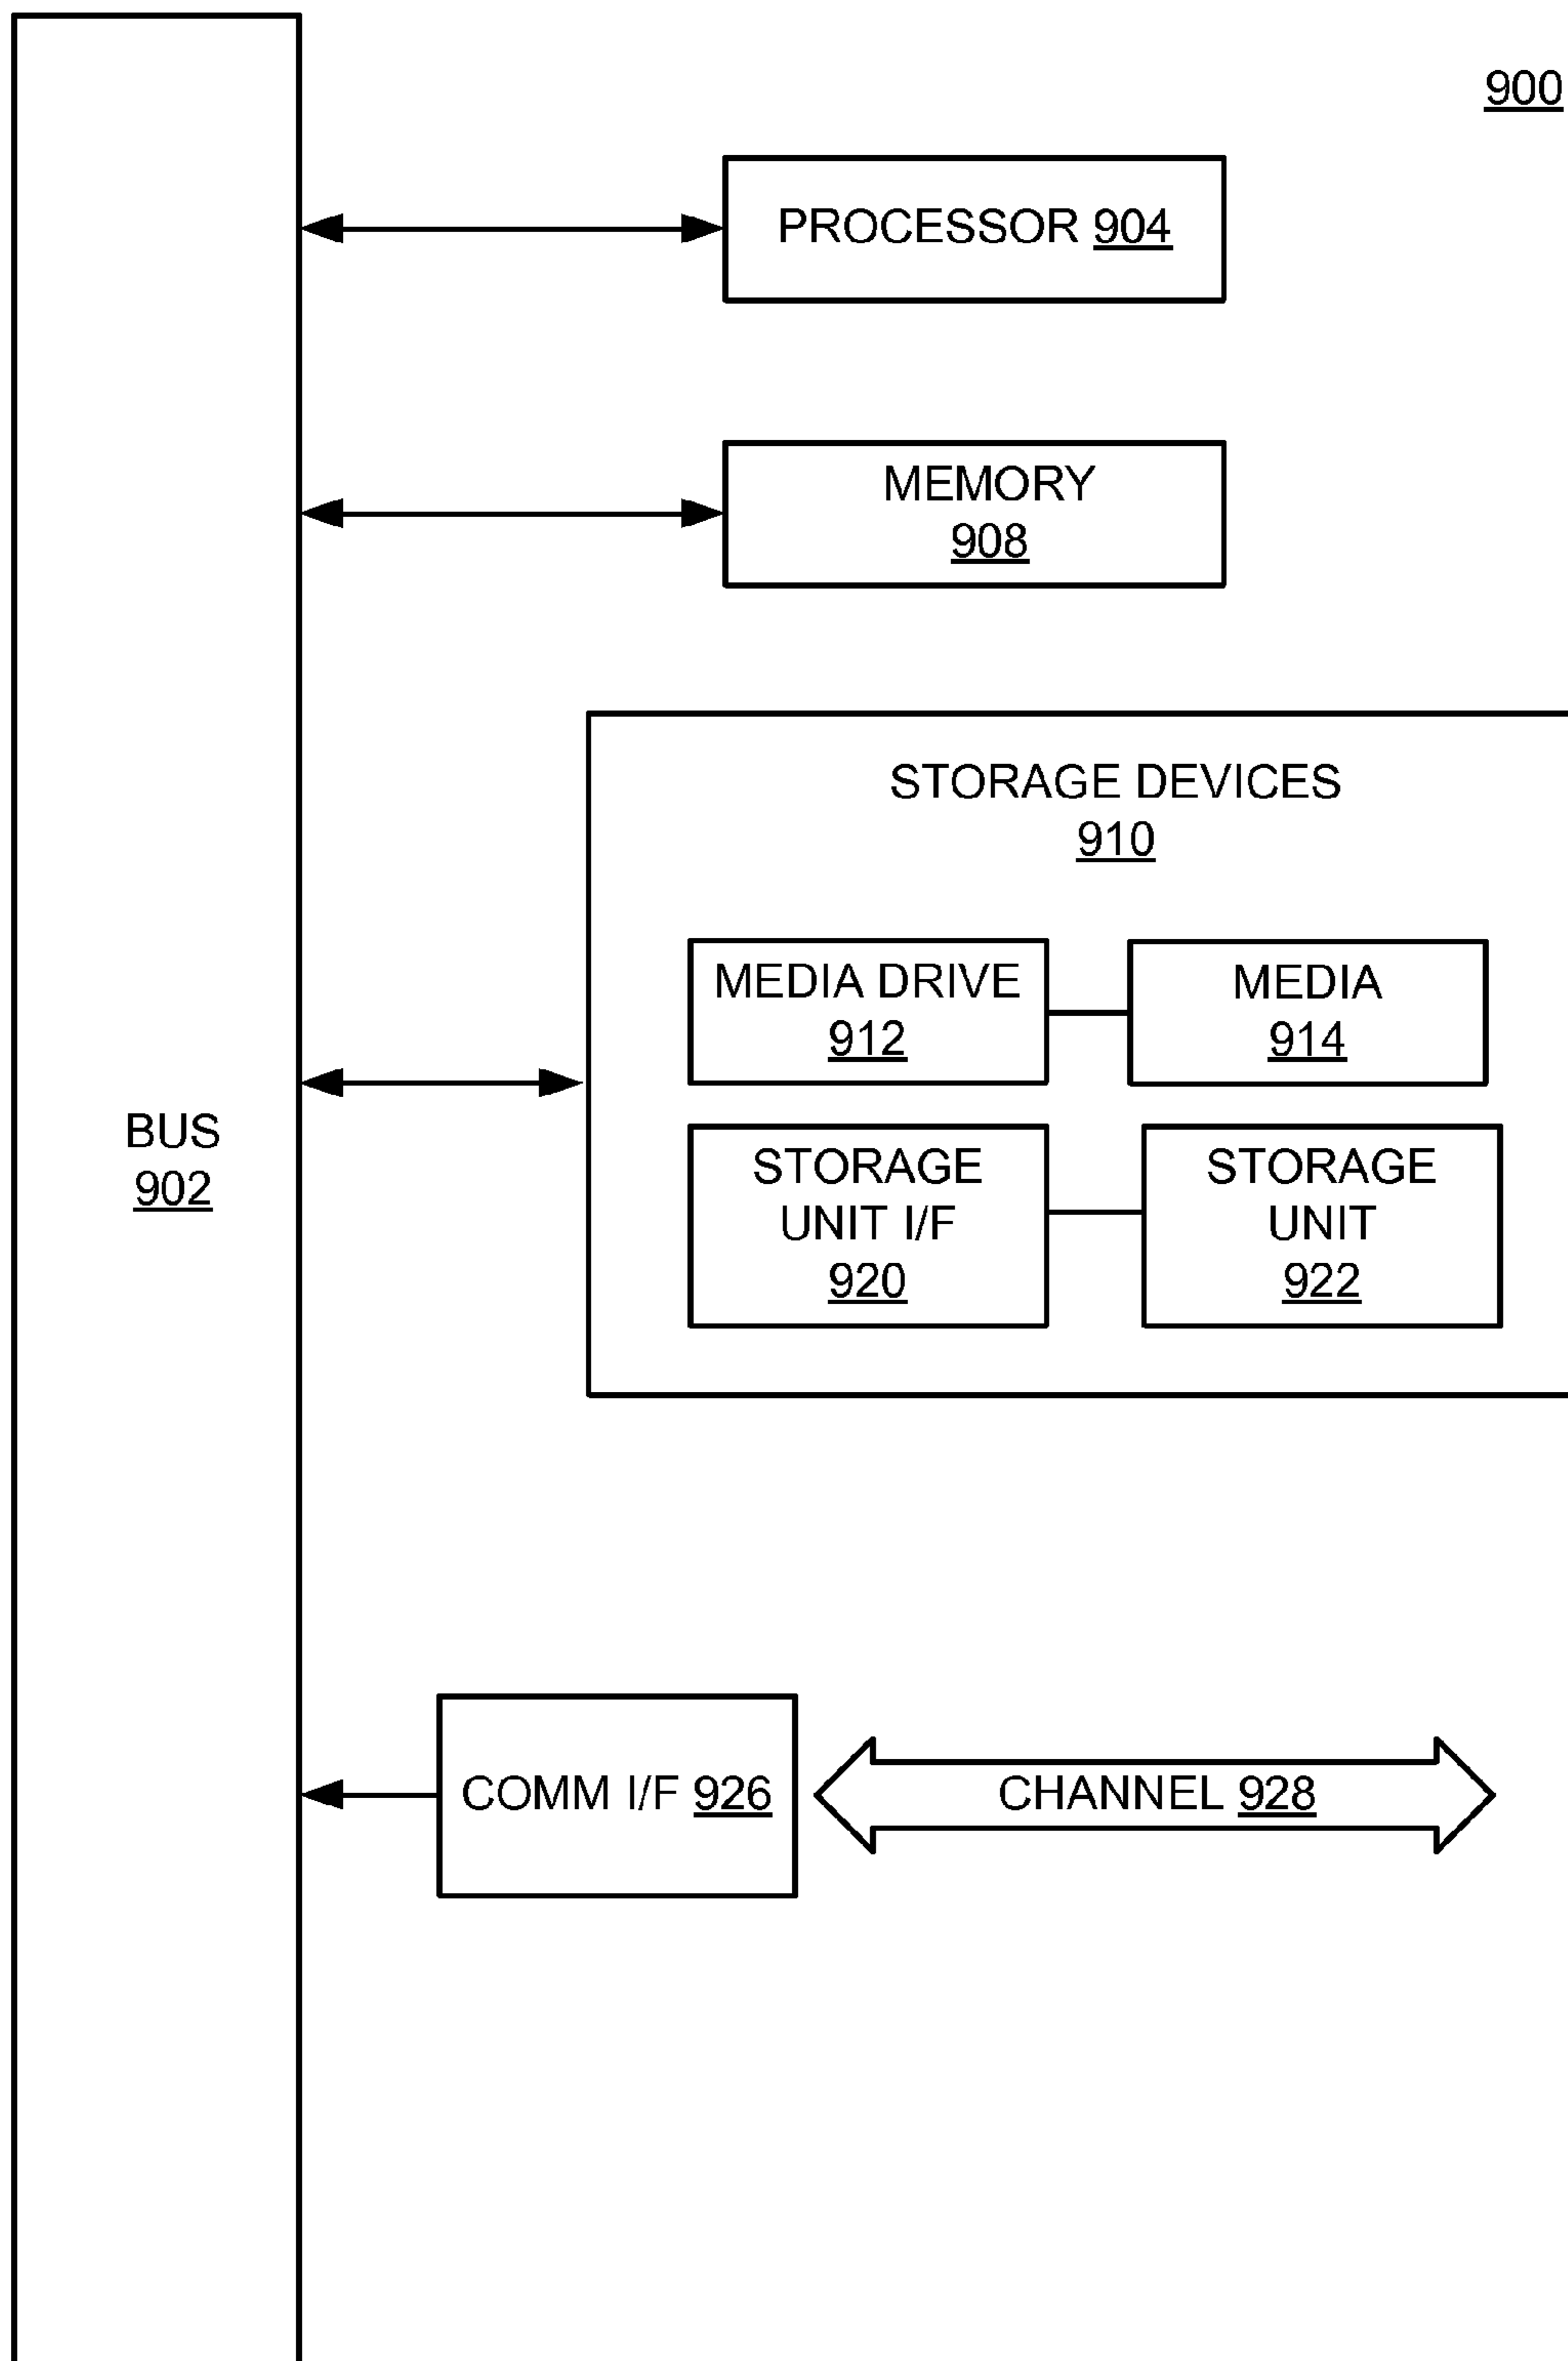 900
PROCESSOR 904
MEMORY
908
STORAGE DEVICES
910
MEDIA DRIVE
912
MEDIA
914
BUS
902
STORAGE
UNIT I/F
920
STORAGE
UNIT
922
COMM I/F 926
CHANNEL 928